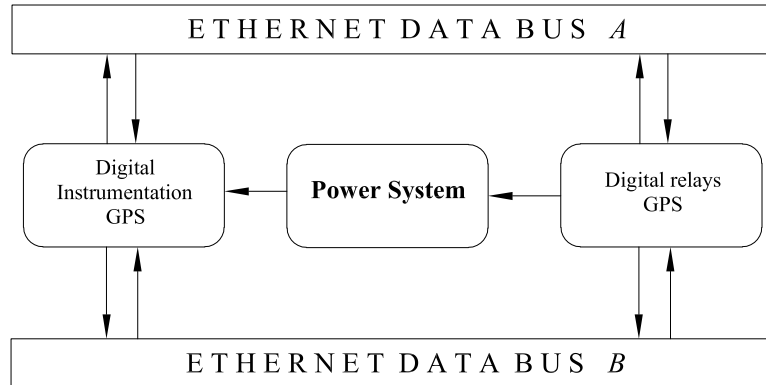 ETHERNET DATA BUS A
Digital
Instrumentation
GPS
Power System
Digital relays
GPS
ETHERNET DATA BUS B